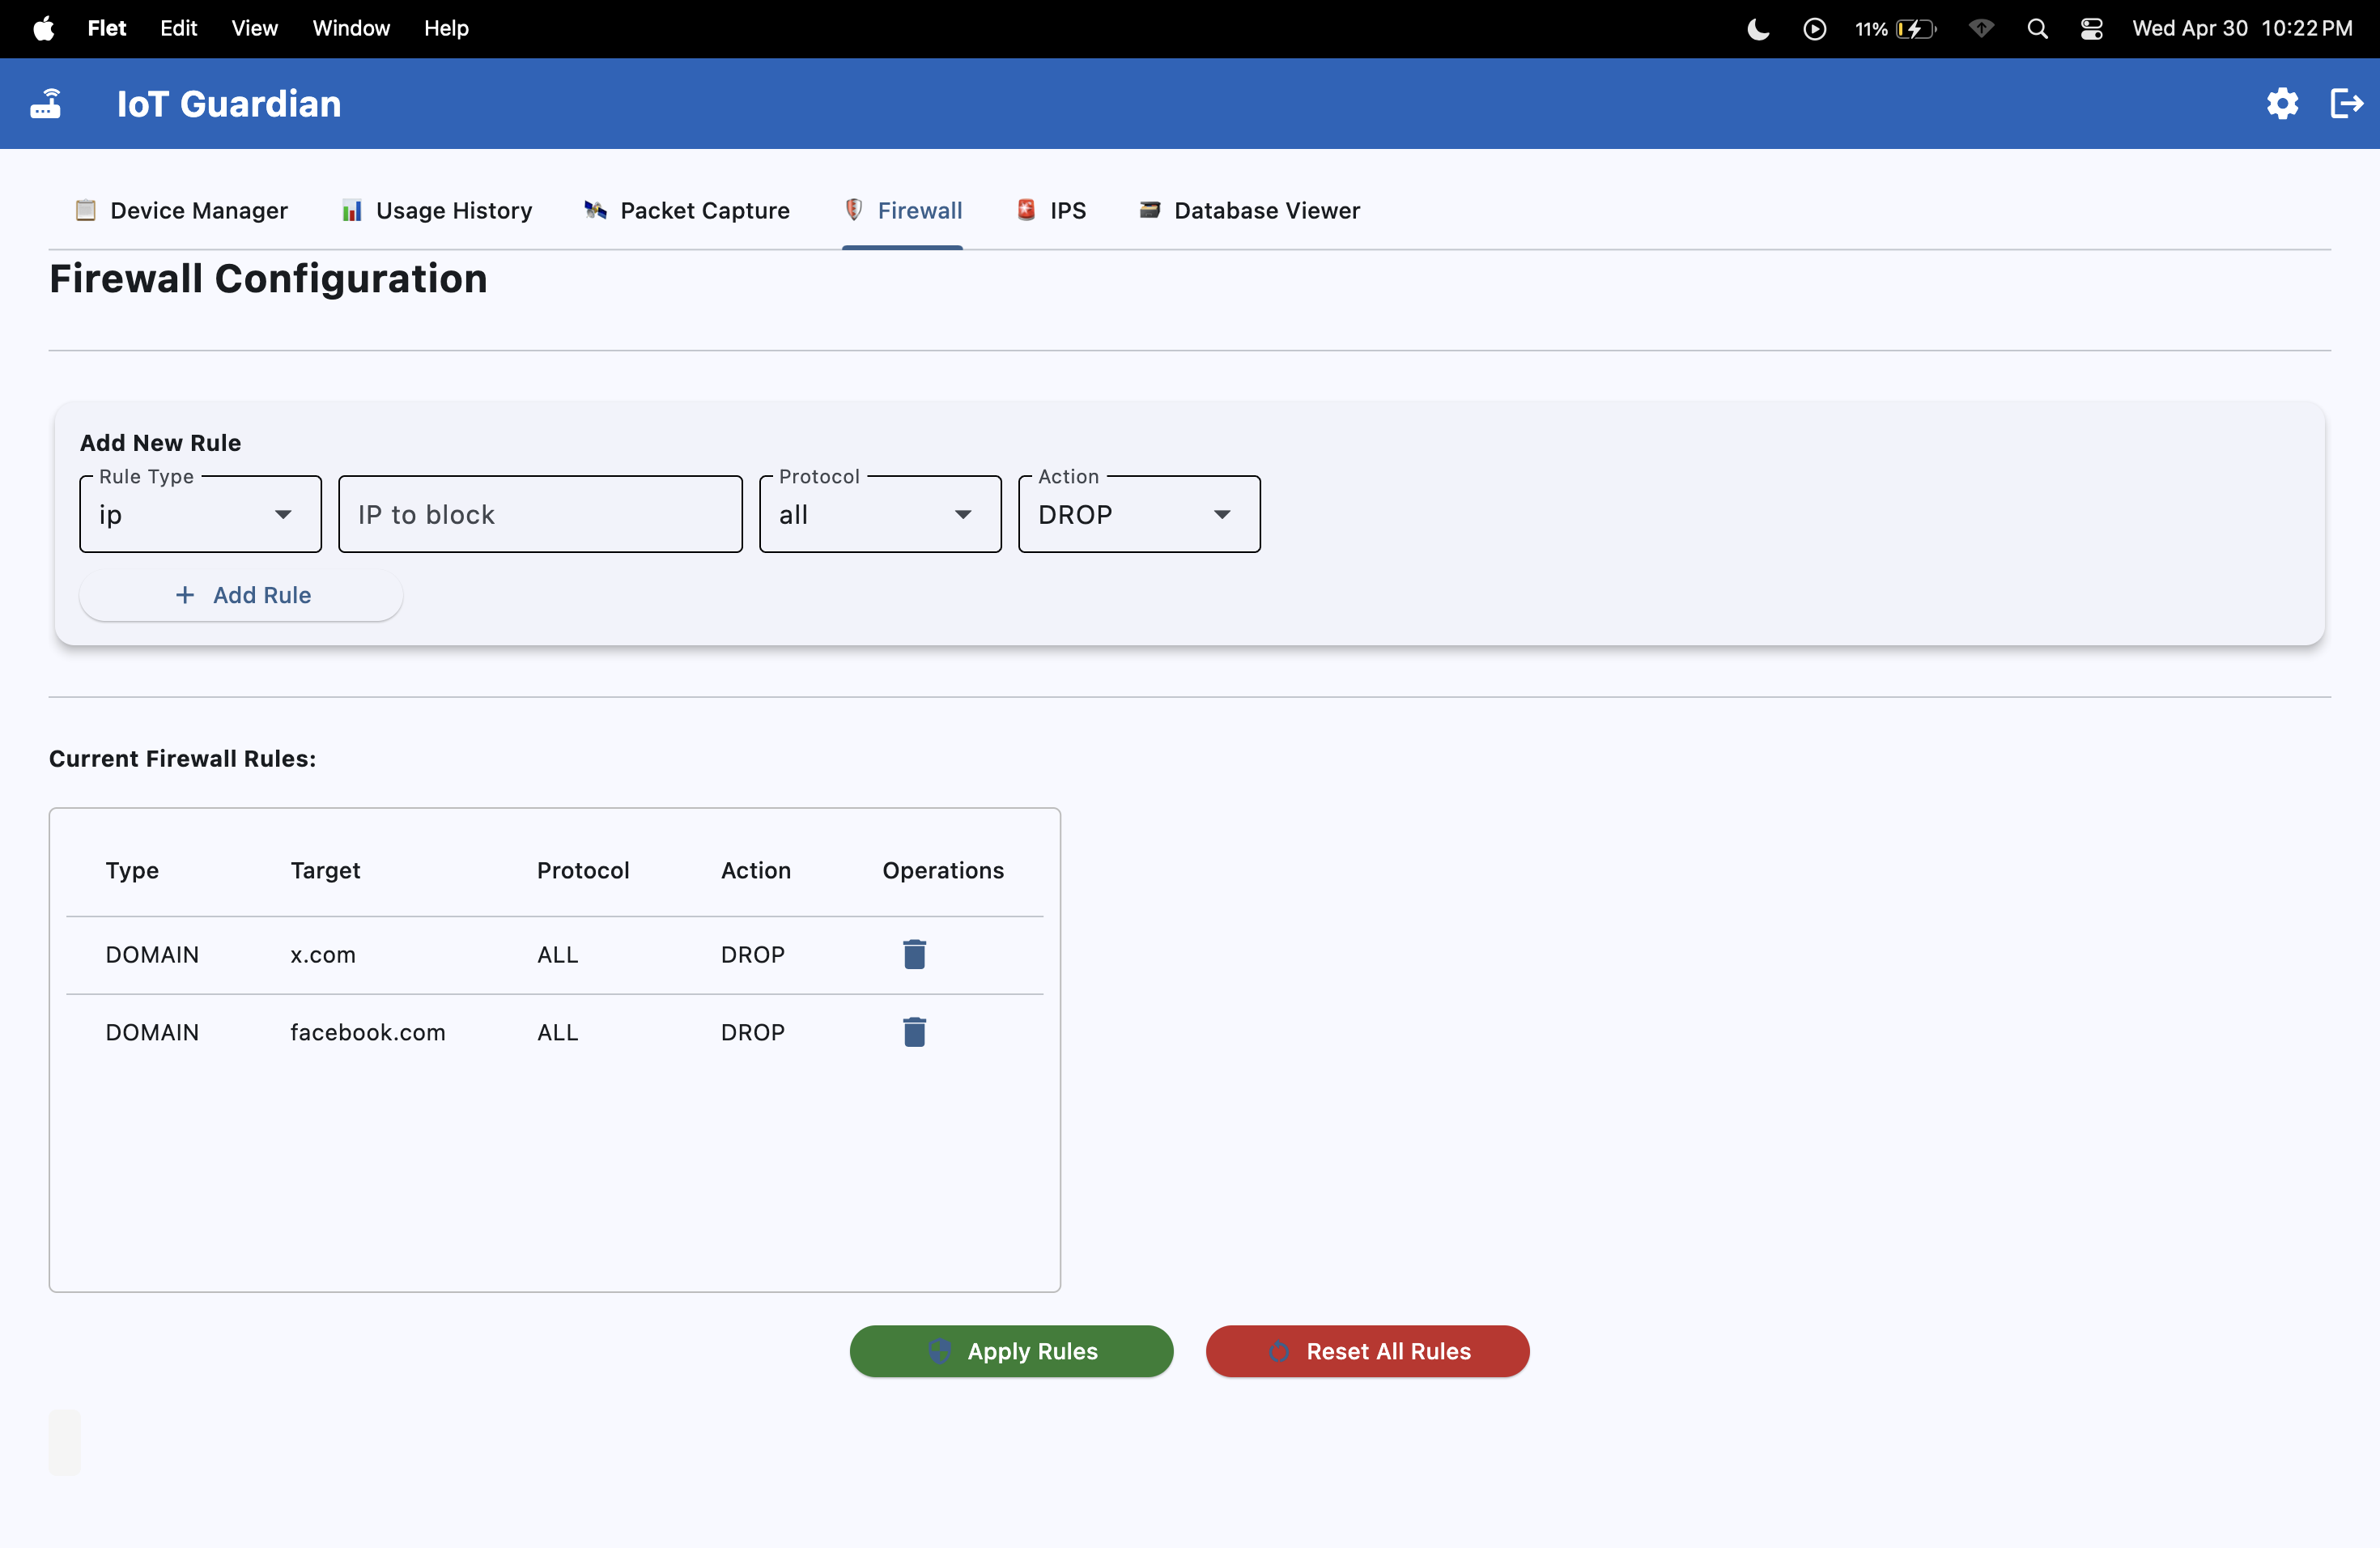 Flet Edit View Window Help 11% Wed Apr 30 10:22 PM
IoT Guardian
Device Manager Usage History Packet Capture Firewall IPS Database Viewer
Firewall Configuration
Add New Rule
Rule Type Protocol Action
ip IP to block all DROP
+ Add Rule
Current Firewall Rules:
Type Target Protocol Action Operations
DOMAIN x.com ALL DROP
DOMAIN facebook.com ALL DROP
Apply Rules Reset All Rules